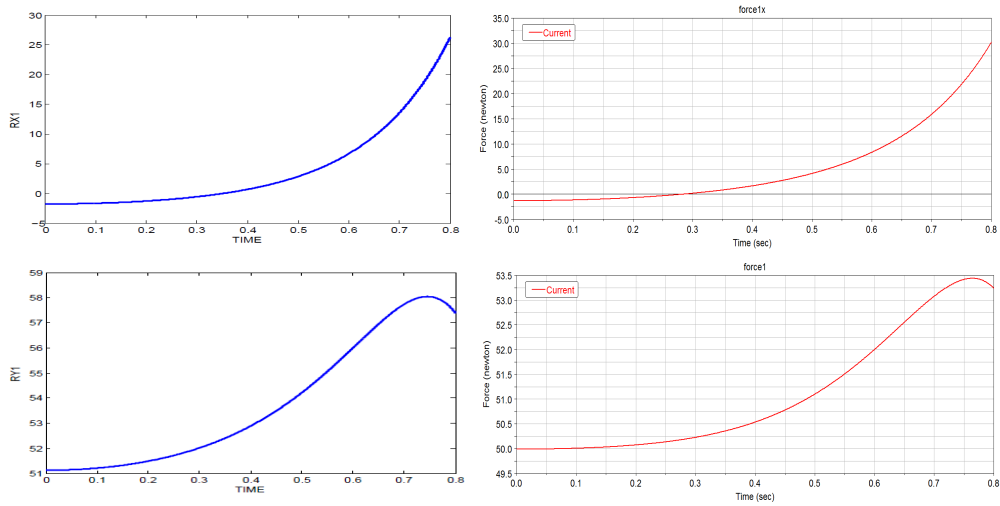 30
25
20
15
10
5
0
−5
RX1
0 0.1 0.2 0.3 0.4 0.5 0.6 0.7 0.8
TIME
force1x
Current
35.0
30.0
25.0
20.0
15.0
10.0
5.0
0.0
-5.0
Force (newton)
0.0 0.1 0.2 0.3 0.4 0.5 0.6 0.7 0.8
Time (sec)
59
58
57
56
55
54
53
52
51
RY1
0 0.1 0.2 0.3 0.4 0.5 0.6 0.7 0.8
TIME
force1
Current
53.5
53.0
52.5
52.0
51.5
51.0
50.5
50.0
49.5
Force (newton)
0.0 0.1 0.2 0.3 0.4 0.5 0.6 0.7 0.8
Time (sec)